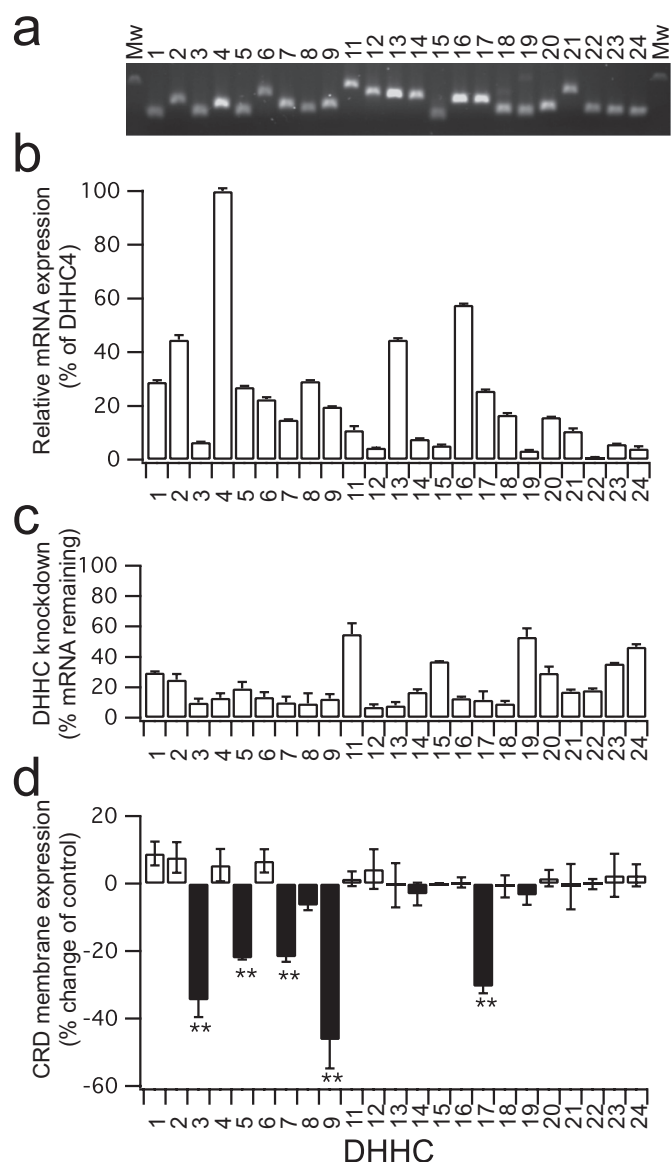 a
Mw 1 2 3 4 5 6 7 8 9 11 12 13 14 15 16 17 18 19 20 21 22 23 24 Mw
b
Relative mRNA expression
(% of DHHC4)
100
80
60
40
20
0
1 2 3 4 5 6 7 8 9 11 12 13 14 15 16 17 18 19 20 21 22 23 24
c
DHHC knockdown
(% mRNA remaining)
100
80
60
40
20
0
1 2 3 4 5 6 7 8 9 11 12 13 14 15 16 17 18 19 20 21 22 23 24
d
CRD membrane expression
(% change of control)
20
0
-20
-40
-60
** ** ** ** **
1 2 3 4 5 6 7 8 9 11 12 13 14 15 16 17 18 19 20 21 22 23 24
DHHC